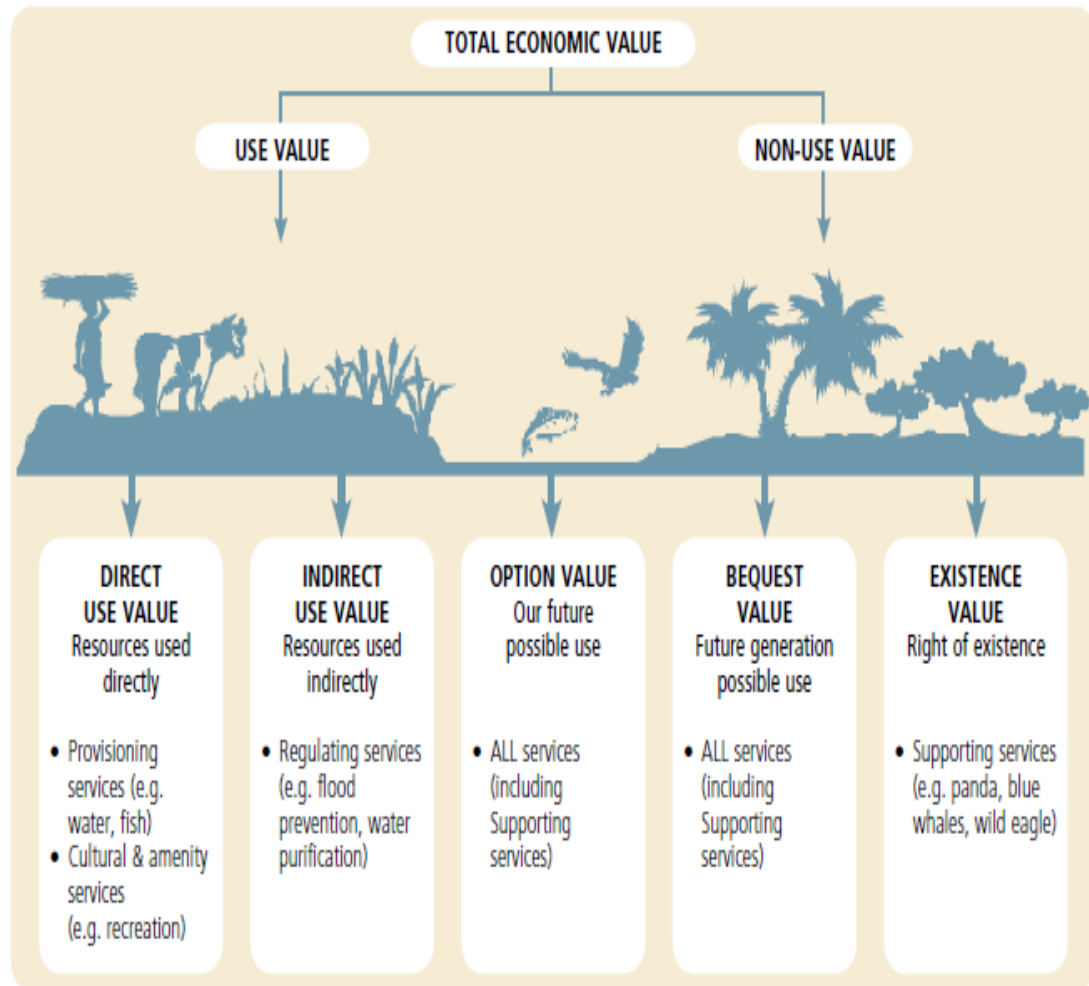 TOTAL ECONOMIC VALUE
USE VALUE
NON-USE VALUE
DIRECT
USE VALUE
Resources used
directly
• Provisioning
services (e.g.
water, fish)
• Cultural & amenity
services
(e.g. recreation)
INDIRECT
USE VALUE
Resources used
indirectly
• Regulating services
(e.g. flood
prevention, water
purification)
OPTION VALUE
Our future
possible use
• ALL services
(including
Supporting
services)
BEQUEST
VALUE
Future generation
possible use
• ALL services
(including
Supporting
services)
EXISTENCE
VALUE
Right of existence
• Supporting services
(e.g. panda, blue
whales, wild eagle)